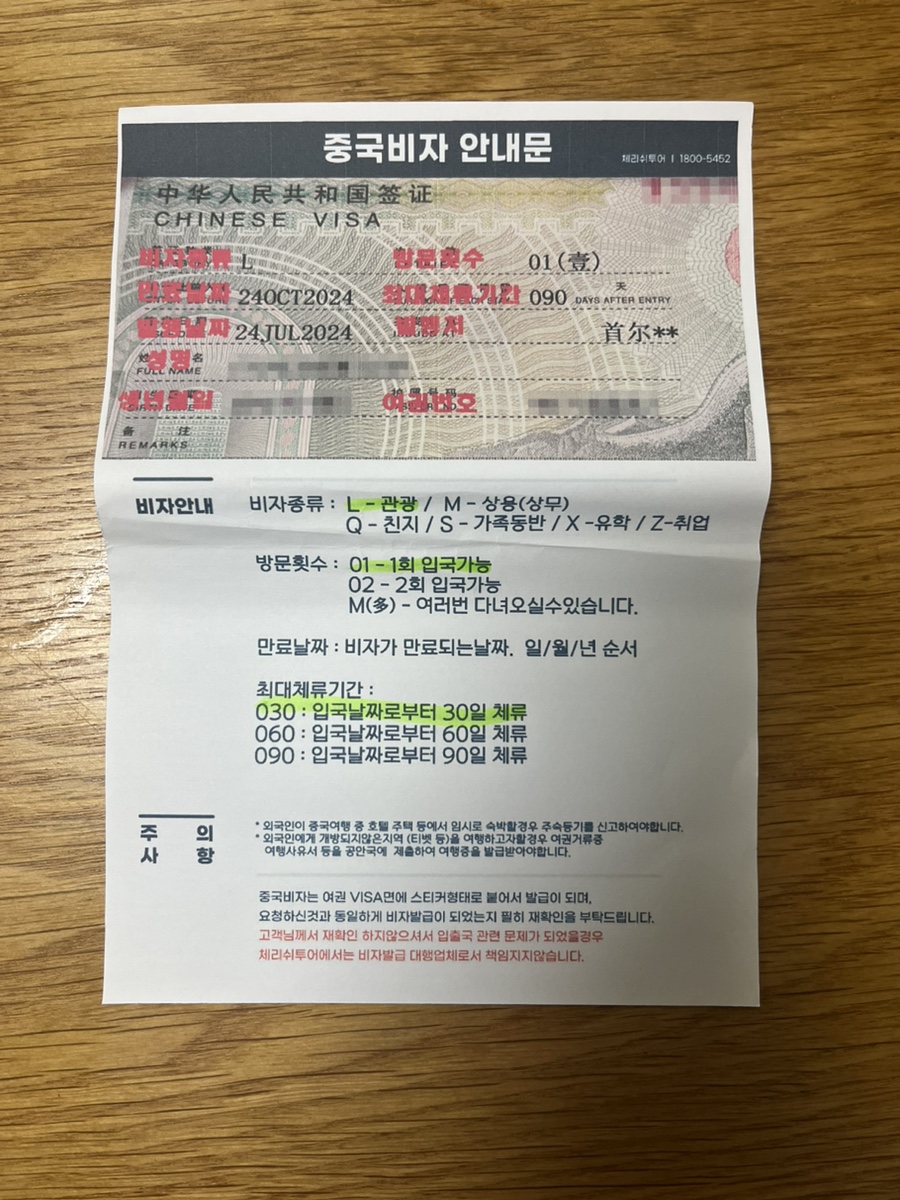 중국비자 안내문
체리쉬투어 I 1800-5452
中华人民共和国签证
CHINESE VISA
비자종류 L 방문횟수 01(壹)
만료날짜 24OCT2024 최대체류기간 090 天 DAYS AFTER ENTRY
발행날짜 24JUL2024 발행지 首尔**
姓 성명 名
FULL NAME
생년월일 여권번호
备 注
REMARKS
비자안내
비자종류 : L - 관광 / M - 상용(상무)
Q - 친지 / S - 가족동반 / X -유학 / Z-취업
방문횟수 : 01 - 1회 입국가능
02 - 2회 입국가능
M(多) - 여러번 다녀오실수있습니다.
만료날짜 : 비자가 만료되는날짜. 일/월/년 순서
최대체류기간 :
030 : 입국날짜로부터 30일 체류
060 : 입국날짜로부터 60일 체류
090 : 입국날짜로부터 90일 체류
주 의
사 항
* 외국인이 중국여행 중 호텔 주택 등에서 임시로 숙박할경우 주숙등기를 신고하여야합니다.
* 외국인에게 개방되지않은지역 (티벳 등)을 여행하고자할경우 여권거류증
여행사유서 등을 공안국에 제출하여 여행증을 발급받아야합니다.
중국비자는 여권 VISA면에 스티커형태로 붙어서 발급이 되며,
요청하신것과 동일하게 비자발급이 되었는지 필히 재확인을 부탁드립니다.
고객님께서 재확인 하지않으셔서 입출국 관련 문제가 되었을경우
체리쉬투어에서는 비자발급 대행업체로서 책임지지않습니다.